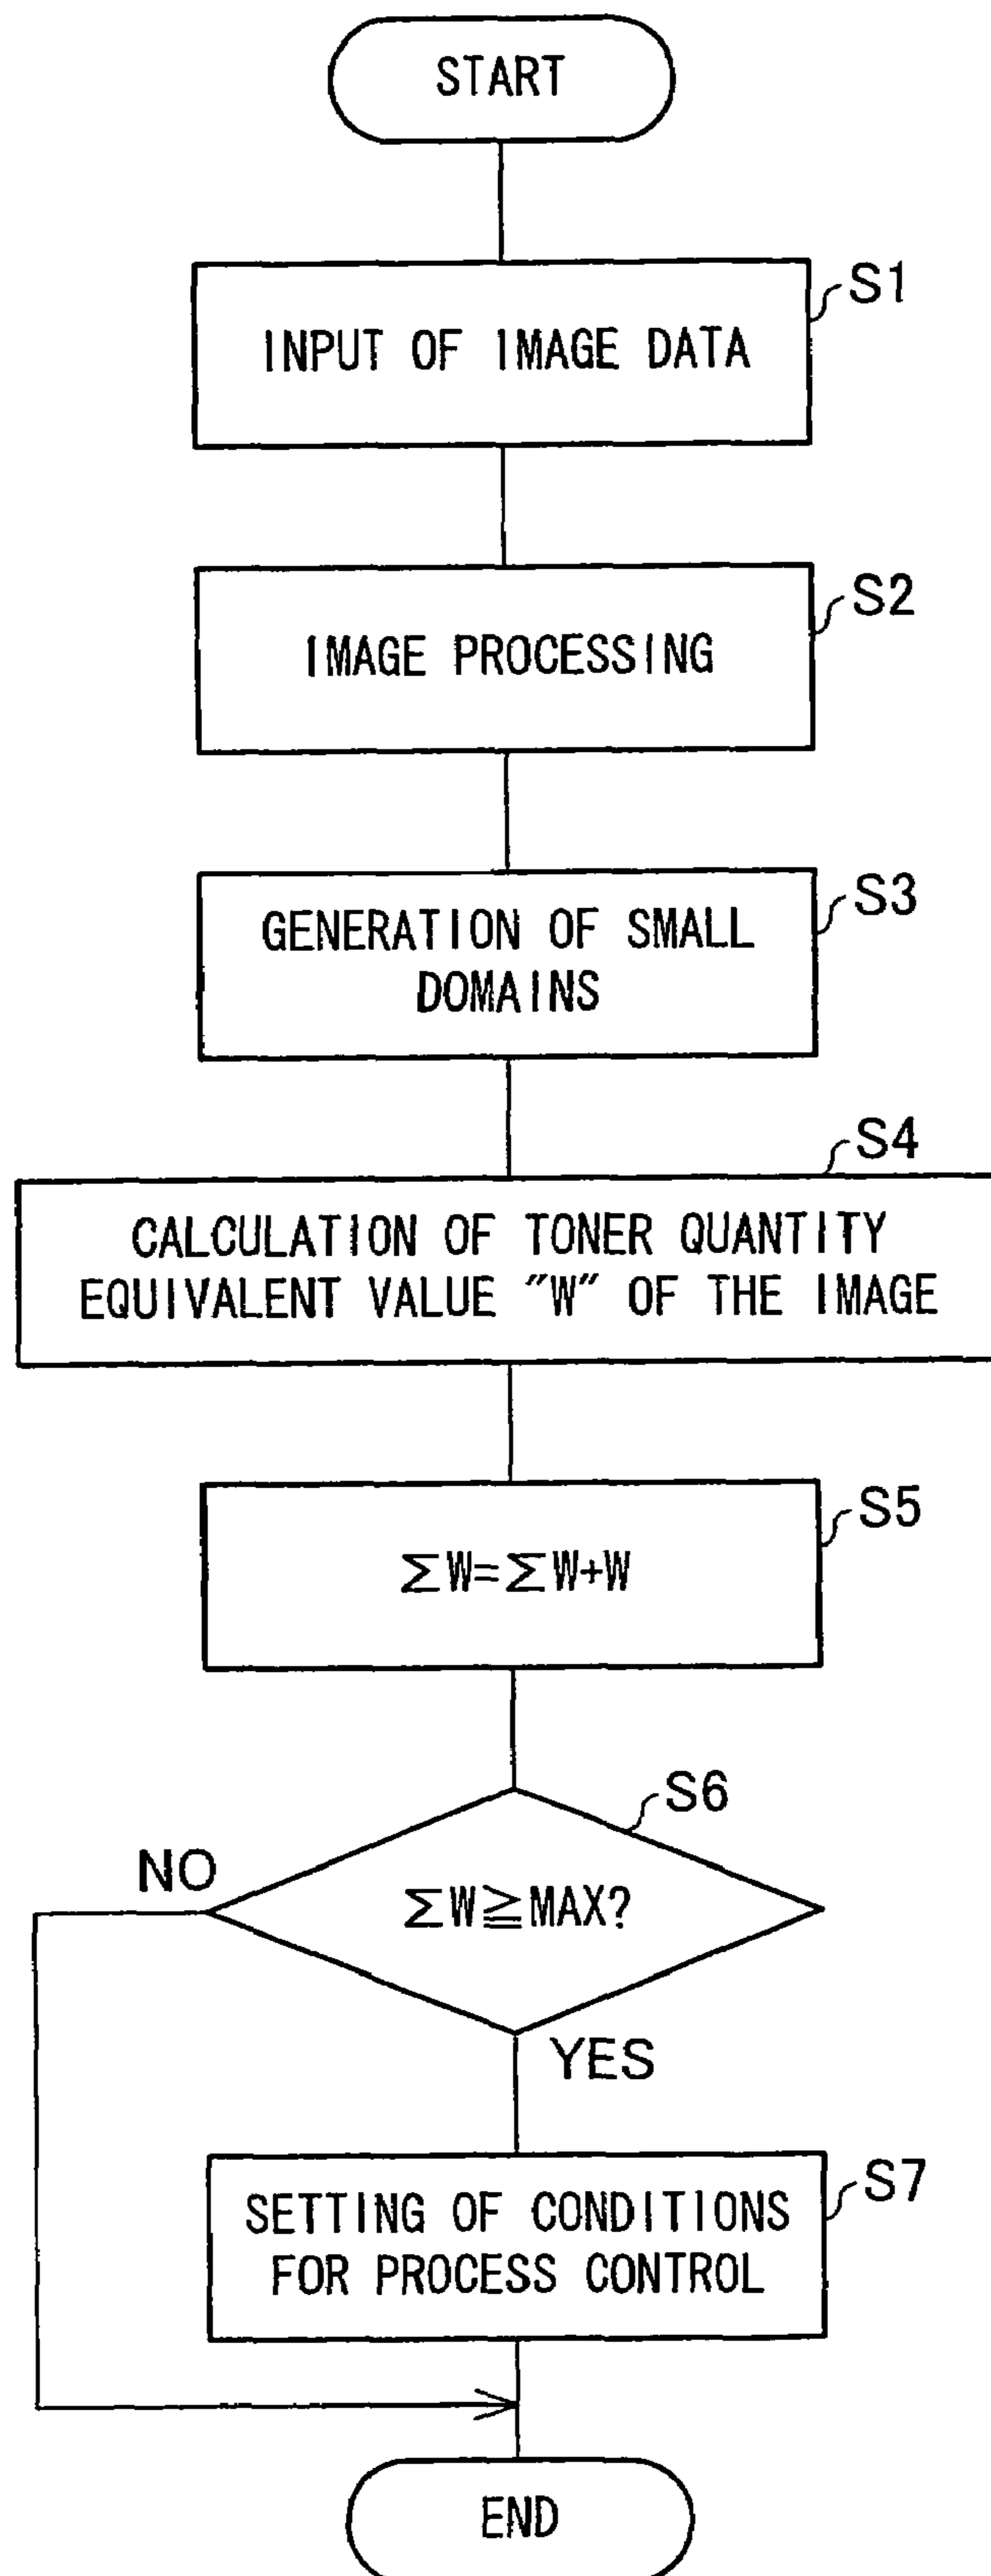 START
S1
INPUT OF IMAGE DATA
S2
IMAGE PROCESSING
S3
GENERATION OF SMALL
DOMAINS
S4
CALCULATION OF TONER QUANTITY
EQUIVALENT VALUE "W" OF THE IMAGE
S5
ΣW=ΣW+W
S6
NO
ΣW≧MAX?
YES
S7
SETTING OF CONDITIONS
FOR PROCESS CONTROL
END